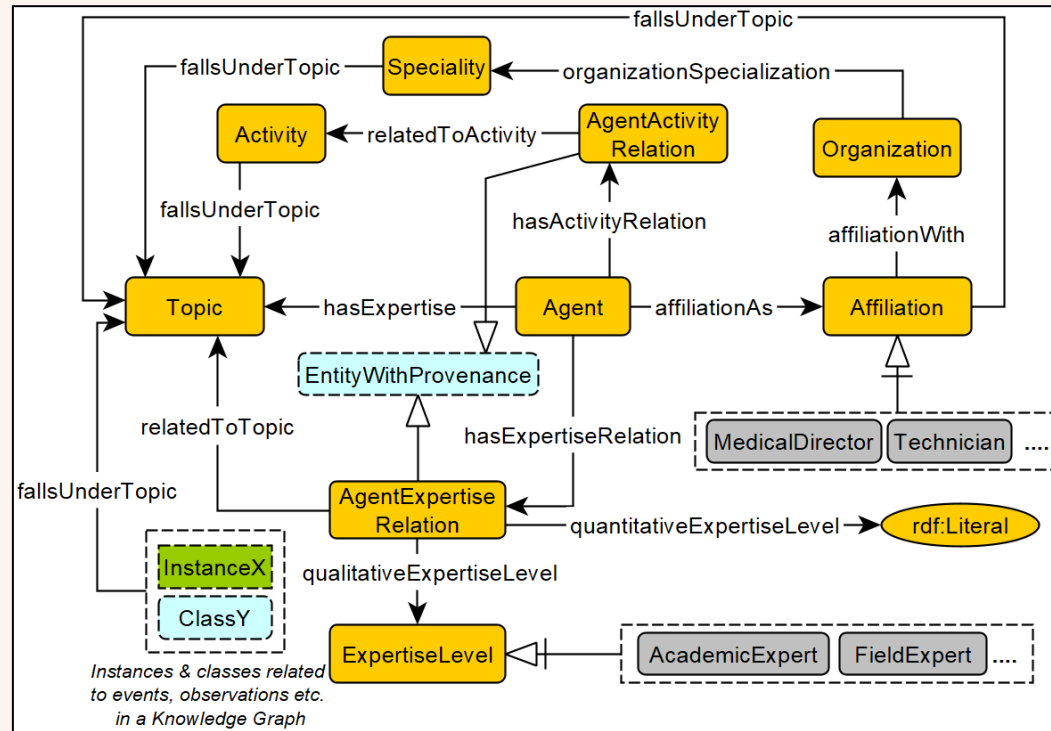 fallsUnderTopic
fallsUnderTopic
Speciality
organizationSpecialization
Activity
relatedToActivity
AgentActivity
Relation
Organization
fallsUnderTopic
hasActivityRelation
affiliationWith
Topic
hasExpertise
Agent
affiliationAs
Affiliation
EntityWithProvenance
relatedToTopic
hasExpertiseRelation
MedicalDirector
Technician
....
fallsUnderTopic
AgentExpertise
Relation
quantitativeExpertiseLevel
rdf:Literal
InstanceX
ClassY
qualitativeExpertiseLevel
ExpertiseLevel
AcademicExpert
FieldExpert
....
Instances & classes related
to events, observations etc.
in a Knowledge Graph